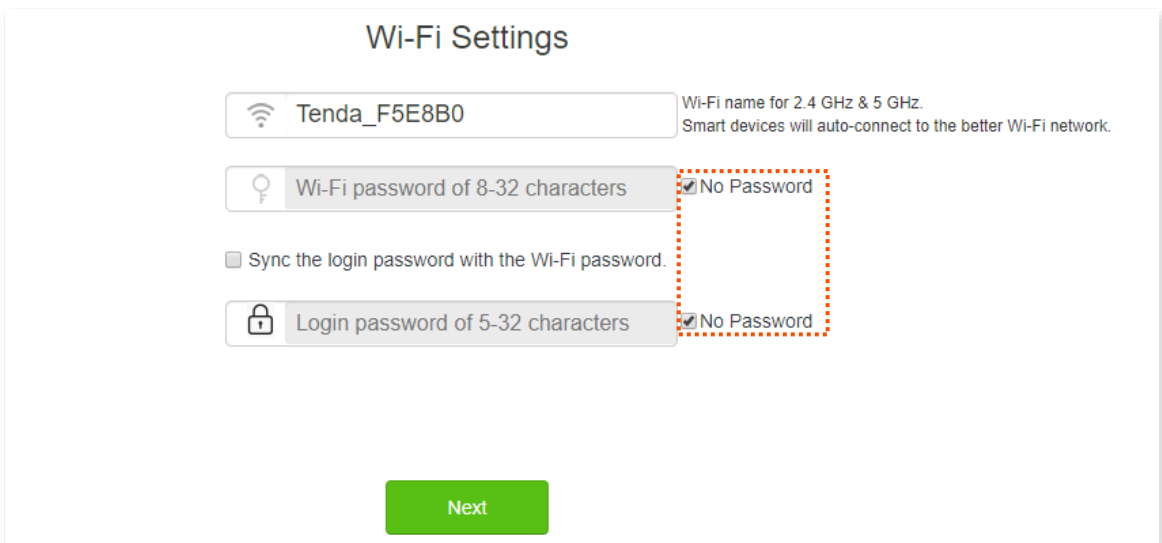 Wi-Fi Settings
Tenda_F5E8B0
Wi-Fi name for 2.4 GHz & 5 GHz.
Smart devices will auto-connect to the better Wi-Fi network.
Wi-Fi password of 8-32 characters
No Password
Sync the login password with the Wi-Fi password.
Login password of 5-32 characters
No Password
Next